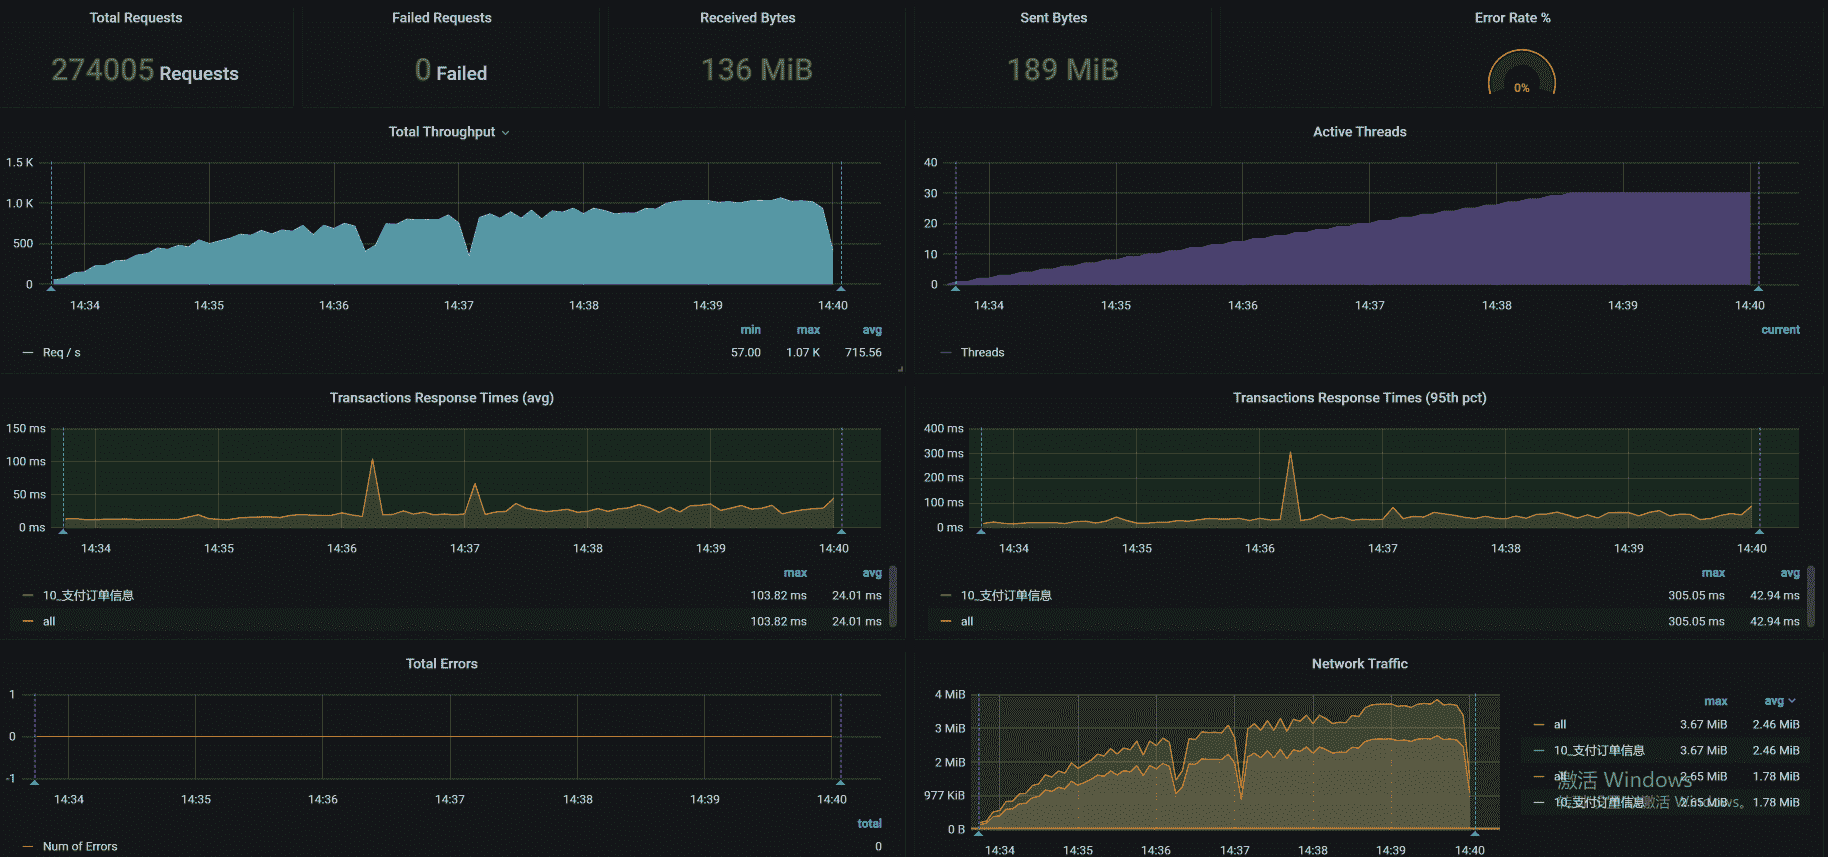 Total Requests
Failed Requests
Received Bytes
Sent Bytes
Error Rate %
274005 Requests
0 Failed
136 MiB
189 MiB
0%
Total Throughput
1.5 K
1.0 K
500
0
14:34 14:35 14:36 14:37 14:38 14:39 14:40
min max avg
Req / s 57.00 1.07 K 715.56
Active Threads
40
30
20
10
0
14:34 14:35 14:36 14:37 14:38 14:39 14:40
current
Threads
Transactions Response Times (avg)
150 ms
100 ms
50 ms
0 ms
14:34 14:35 14:36 14:37 14:38 14:39 14:40
max avg
10_支付订单信息 103.82 ms 24.01 ms
all 103.82 ms 24.01 ms
Transactions Response Times (95th pct)
400 ms
300 ms
200 ms
100 ms
0 ms
14:34 14:35 14:36 14:37 14:38 14:39 14:40
max avg
10_支付订单信息 305.05 ms 42.94 ms
all 305.05 ms 42.94 ms
Total Errors
1
0
-1
14:34 14:35 14:36 14:37 14:38 14:39 14:40
total
Num of Errors 0
Network Traffic
4 MiB
3 MiB
2 MiB
977 KiB
0 B
14:34 14:35 14:36 14:37 14:38 14:39 14:40
max avg
all 3.67 MiB 2.46 MiB
10_支付订单信息 3.67 MiB 2.46 MiB
all 2.65 MiB 1.78 MiB
激活 Windows
10_支付订单信息 2.65 MiB 1.78 MiB
激活 Windows。